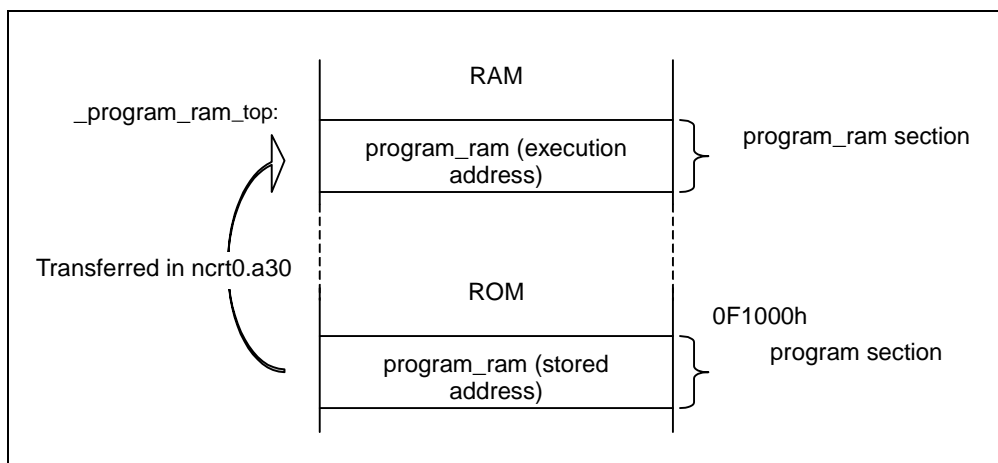 RAM
_program_ram_top:
program_ram (execution
address)
program_ram section
Transferred in ncrt0.a30
ROM
0F1000h
program section
program_ram (stored
address)